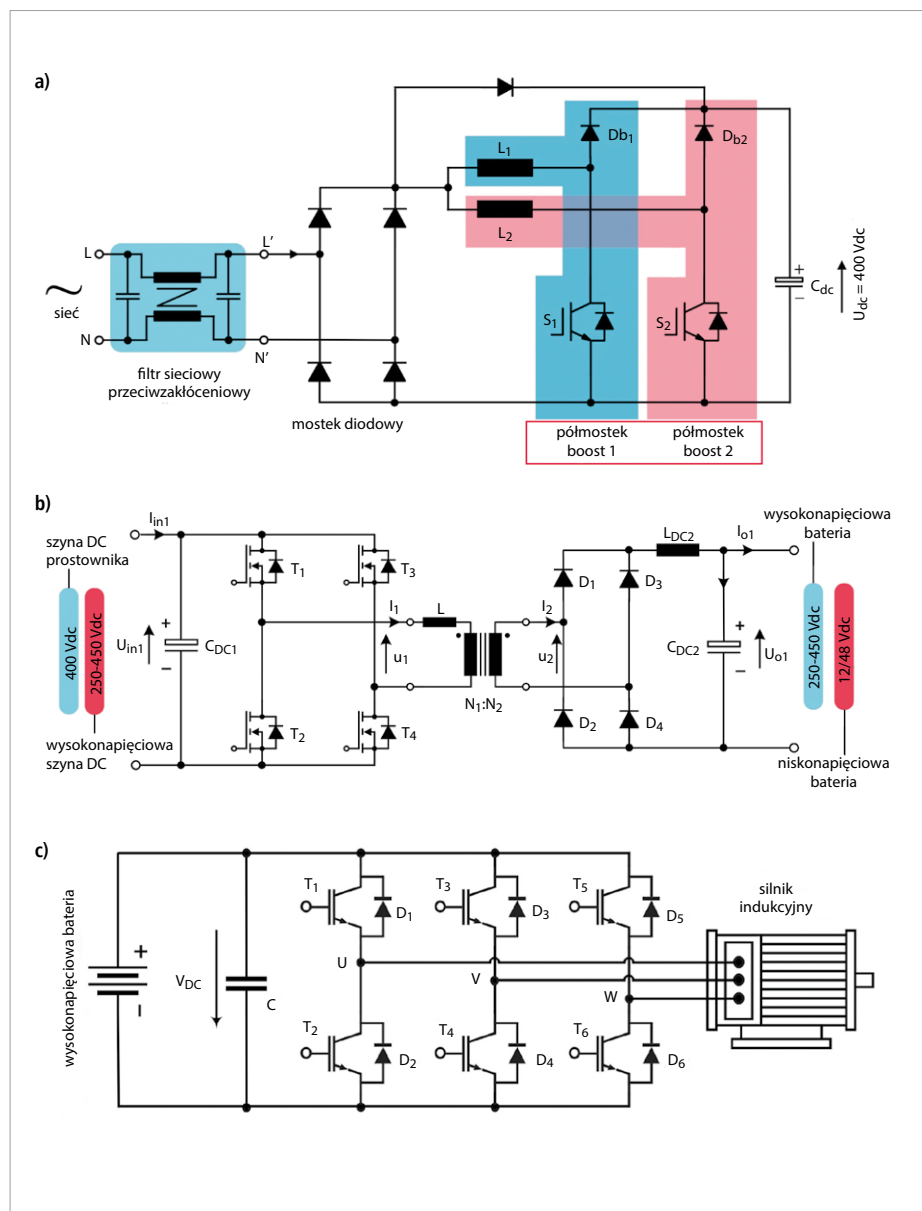 a)
L1
L2
Db1
Db2
L
L'
sieć
N
N'
filtr sieciowy
przeciwzakłóceniowy
mostek diodowy
S1
S2
+
Cdc
−
Udc = 400 Vdc
półmostek
boost 1
półmostek
boost 2
b)
Iin1
szyna DC
prostownika
400 Vdc
250-450 Vdc
wysokonapięciowa
szyna DC
Uin1
+
CDC1
−
T1
T3
T2
T4
I1
L
u1
N1:N2
I2
u2
D1
D3
D2
D4
LDC2
Io1
+
CDC2
−
Uo1
wysokonapięciowa
bateria
250-450 Vdc
12/48 Vdc
niskonapięciowa
bateria
c)
wysokonapięciowa bateria
+
−
VDC
C
T1
D1
T3
D3
T5
D5
U
V
W
T2
D2
T4
D4
T6
D6
silnik
indukcyjny